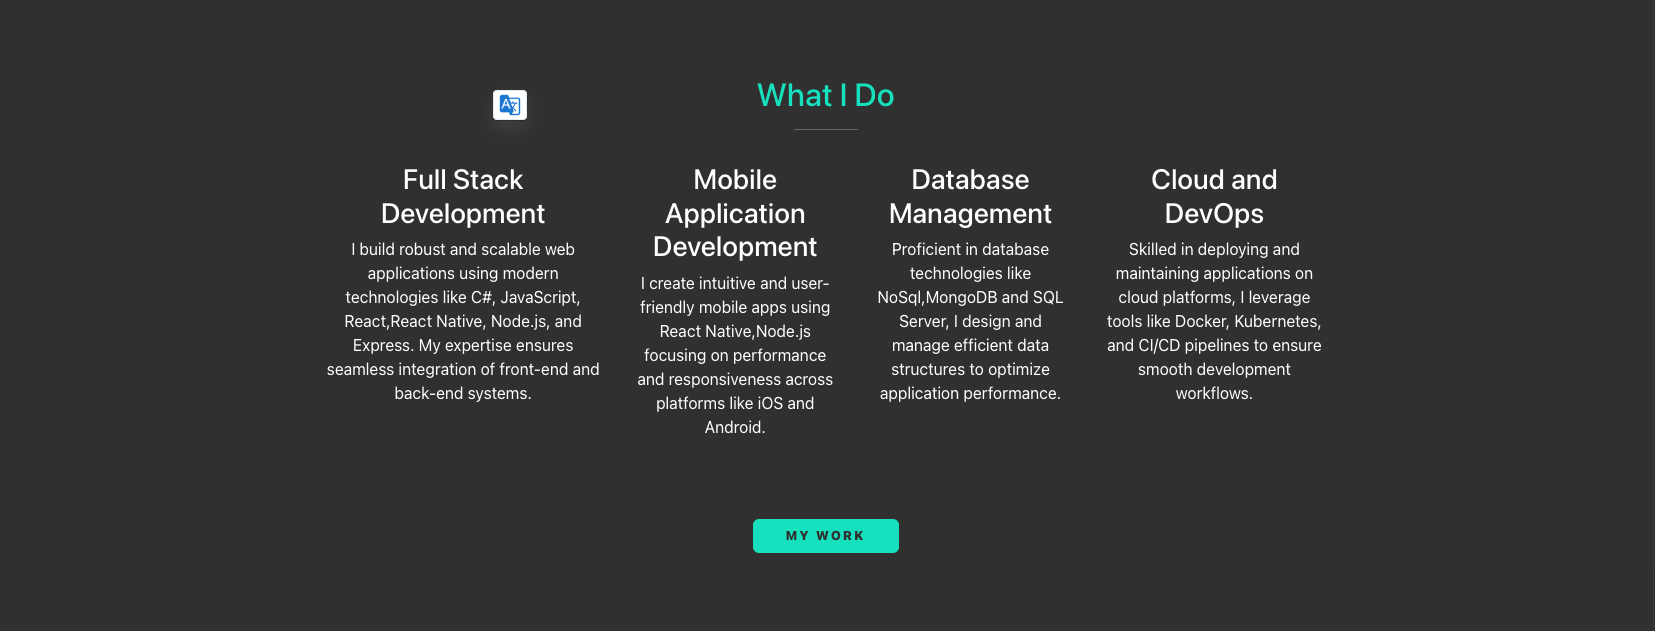 What I Do
Full Stack
Development
I build robust and scalable web
applications using modern
technologies like C#, JavaScript,
React,React Native, Node.js, and
Express. My expertise ensures
seamless integration of front-end and
back-end systems.
Mobile
Application
Development
I create intuitive and user-
friendly mobile apps using
React Native,Node.js
focusing on performance
and responsiveness across
platforms like iOS and
Android.
Database
Management
Proficient in database
technologies like
NoSql,MongoDB and SQL
Server, I design and
manage efficient data
structures to optimize
application performance.
Cloud and
DevOps
Skilled in deploying and
maintaining applications on
cloud platforms, I leverage
tools like Docker, Kubernetes,
and CI/CD pipelines to ensure
smooth development
workflows.
MY WORK